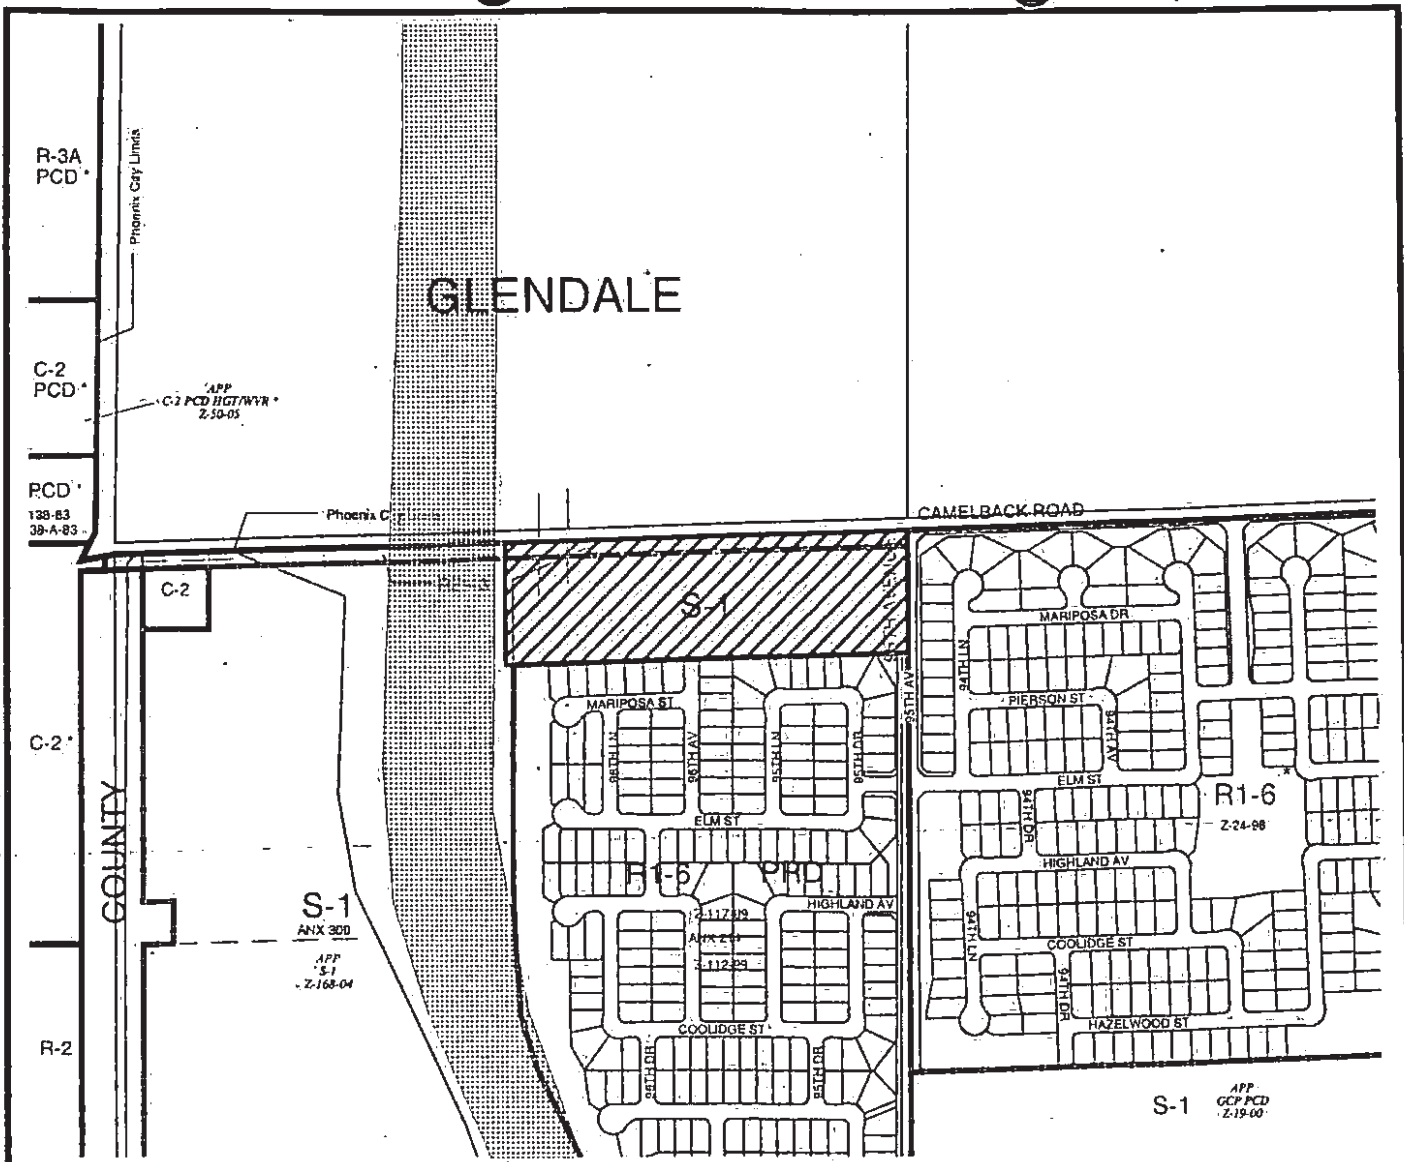 R-3A
PCD *
Phoenix City Limits
GLENDALE
C-2
PCD *
APP
C-2 PCD HGT/WVR *
Z-50-05
PCD *
138-83
39-A-83
Phoenix C
CAMELBACK ROAD
C-2
S-1
MARIPOSA DR
94TH LN
PIERSON ST
94TH AV
95TH AV
MARIPOSA ST
96TH LN
96TH AV
95TH LN
95TH DR
ELM ST
C-2 *
COUNTY
ELM ST
94TH DR
R1-6 *
Z-24-98
HIGHLAND AV
R1-6 PRD
HIGHLAND AV
S-1
ANX 300
APP
S-1
Z-168-04
94TH LN
COOLIDGE ST
94TH DR
R-2
COOLIDGE ST
HAZELWOOD ST
96TH DR
95TH DR
S-1
APP
GCP PCD
Z-19-00